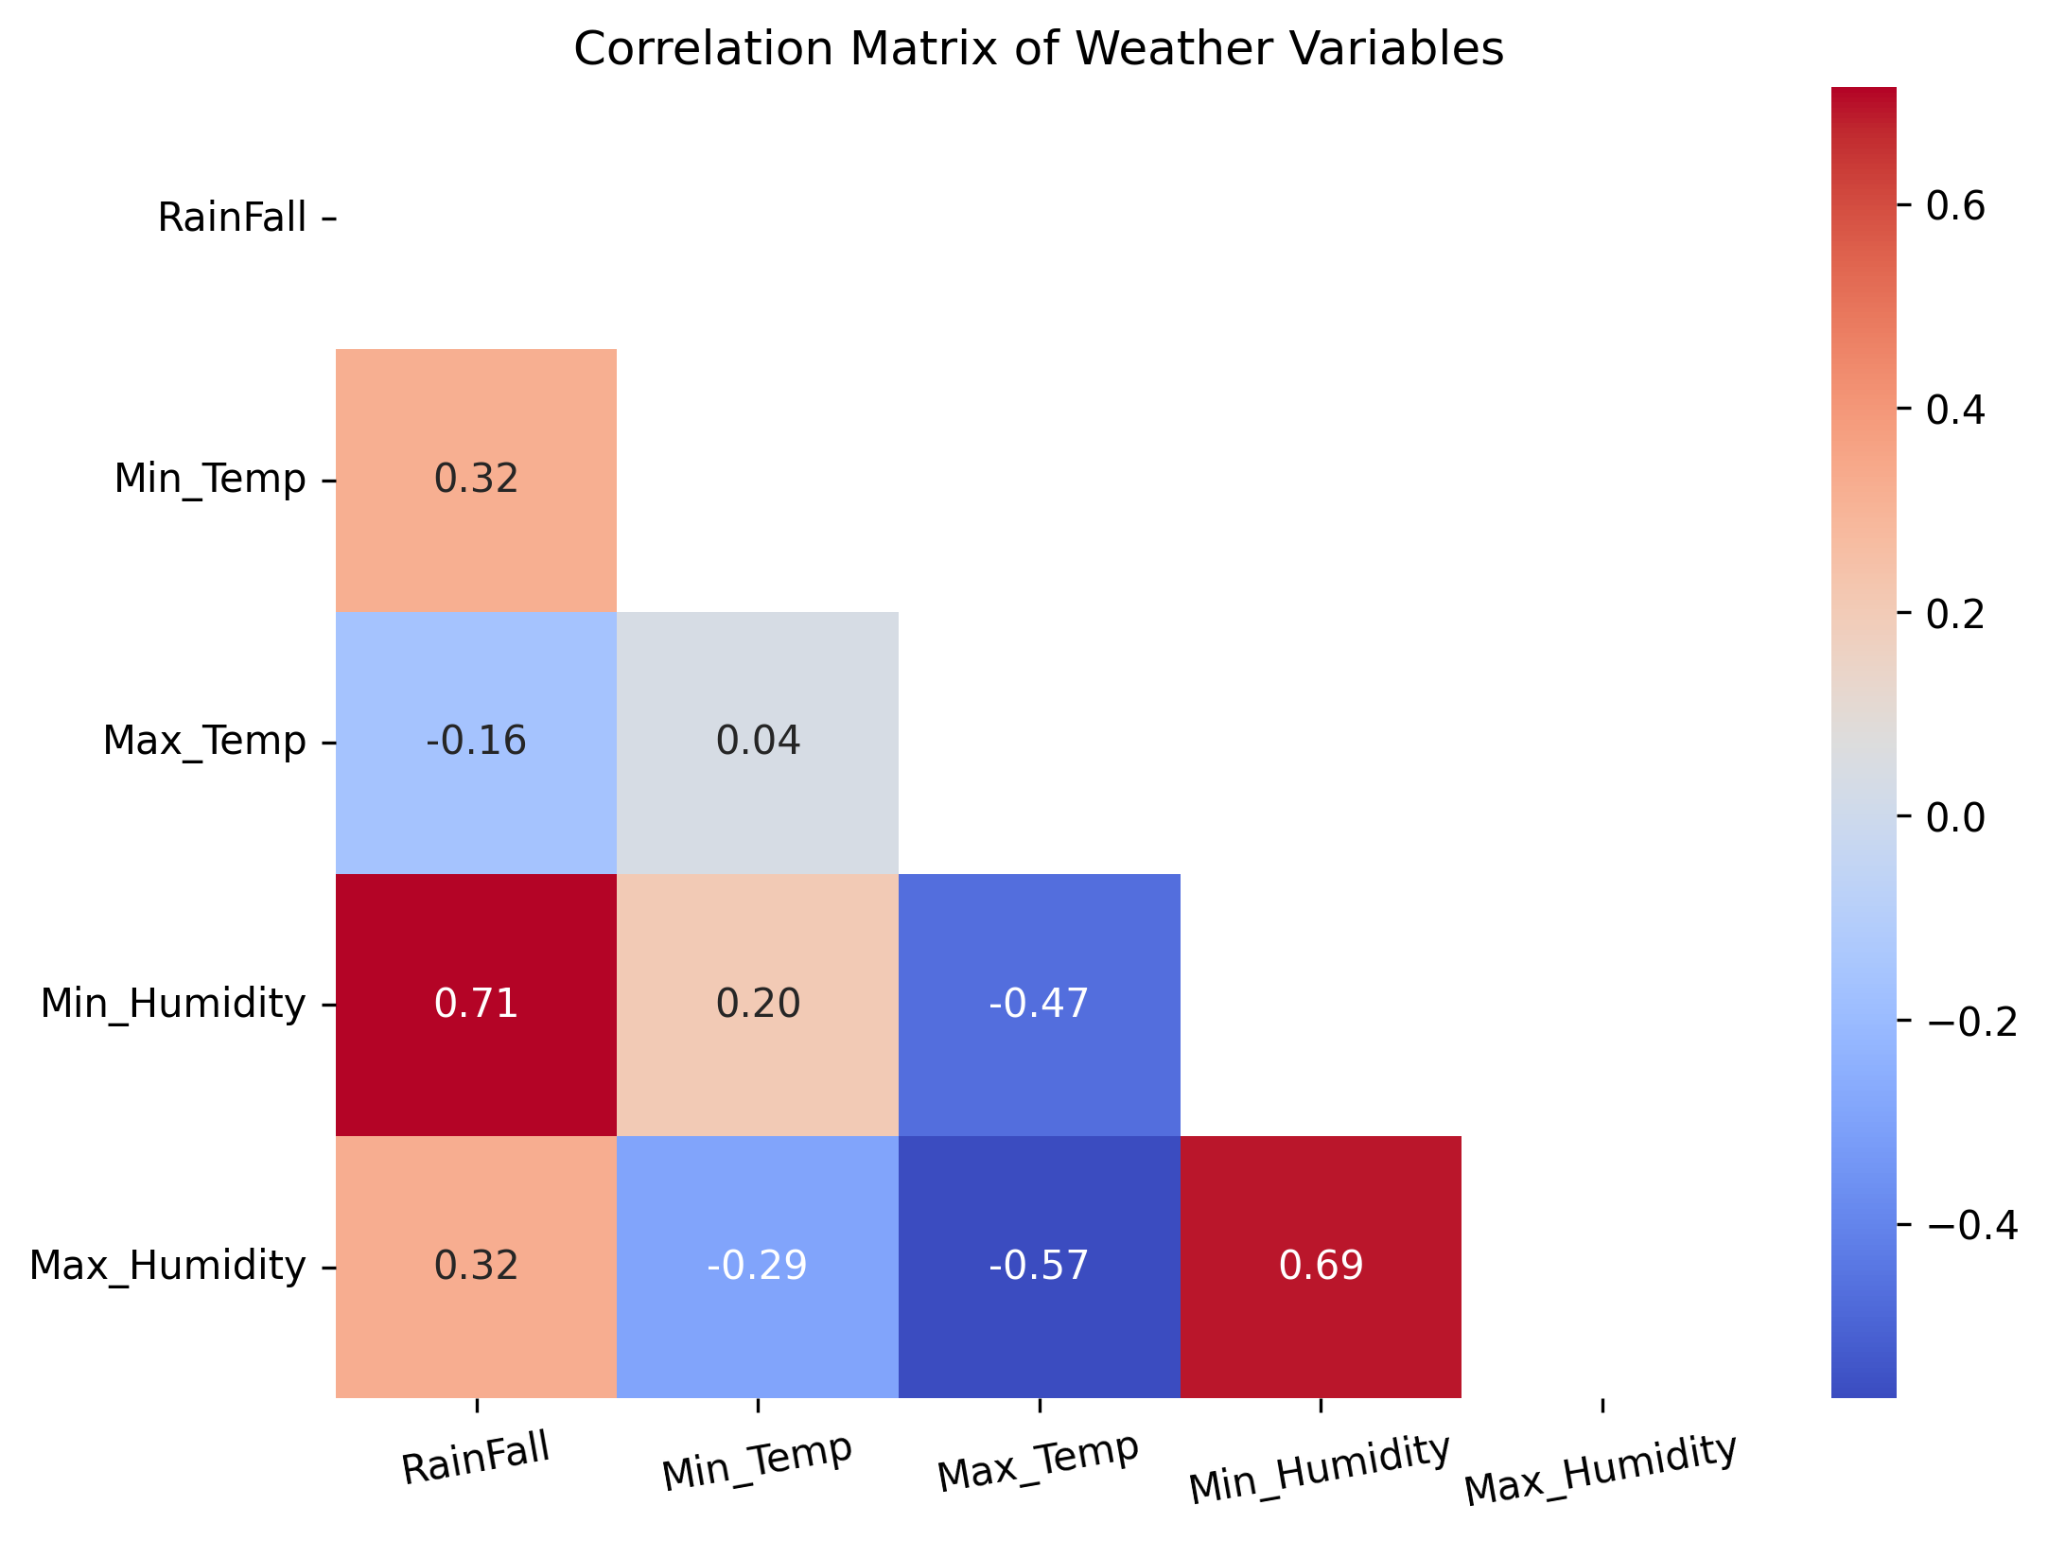 Correlation Matrix of Weather Variables
RainFall
Min_Temp 0.32
Max_Temp -0.16 0.04
Min_Humidity 0.71 0.20 -0.47
Max_Humidity 0.32 -0.29 -0.57 0.69
RainFall Min_Temp Max_Temp Min_Humidity Max_Humidity
0.6
0.4
0.2
0.0
−0.2
−0.4